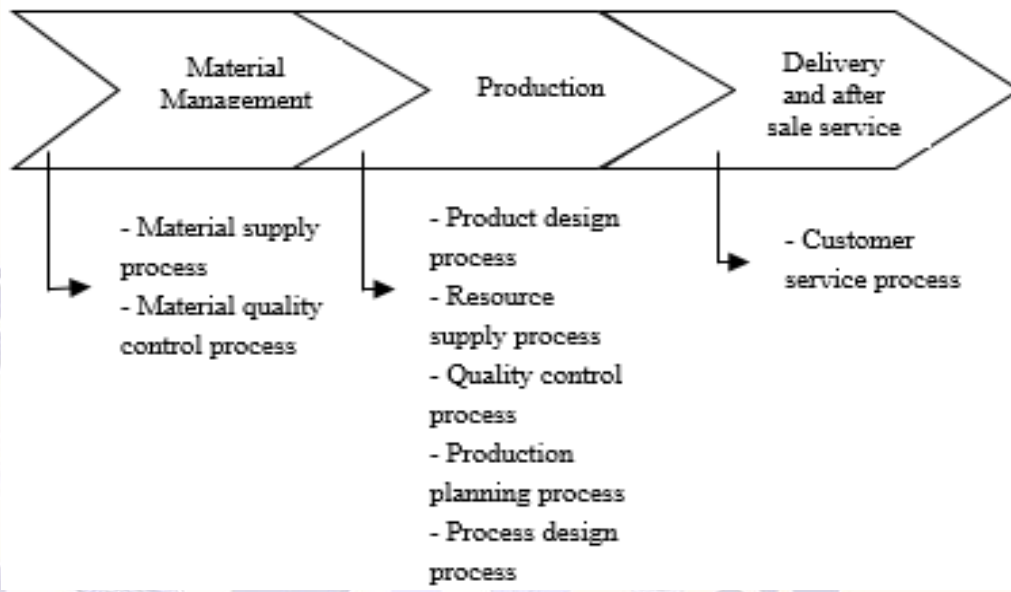 Material
Management
Production
Delivery
and after
sale service
- Material supply
process
- Material quality
control process
- Product design
process
- Resource
supply process
- Quality control
process
- Production
planning process
- Process design
process
- Customer
service process